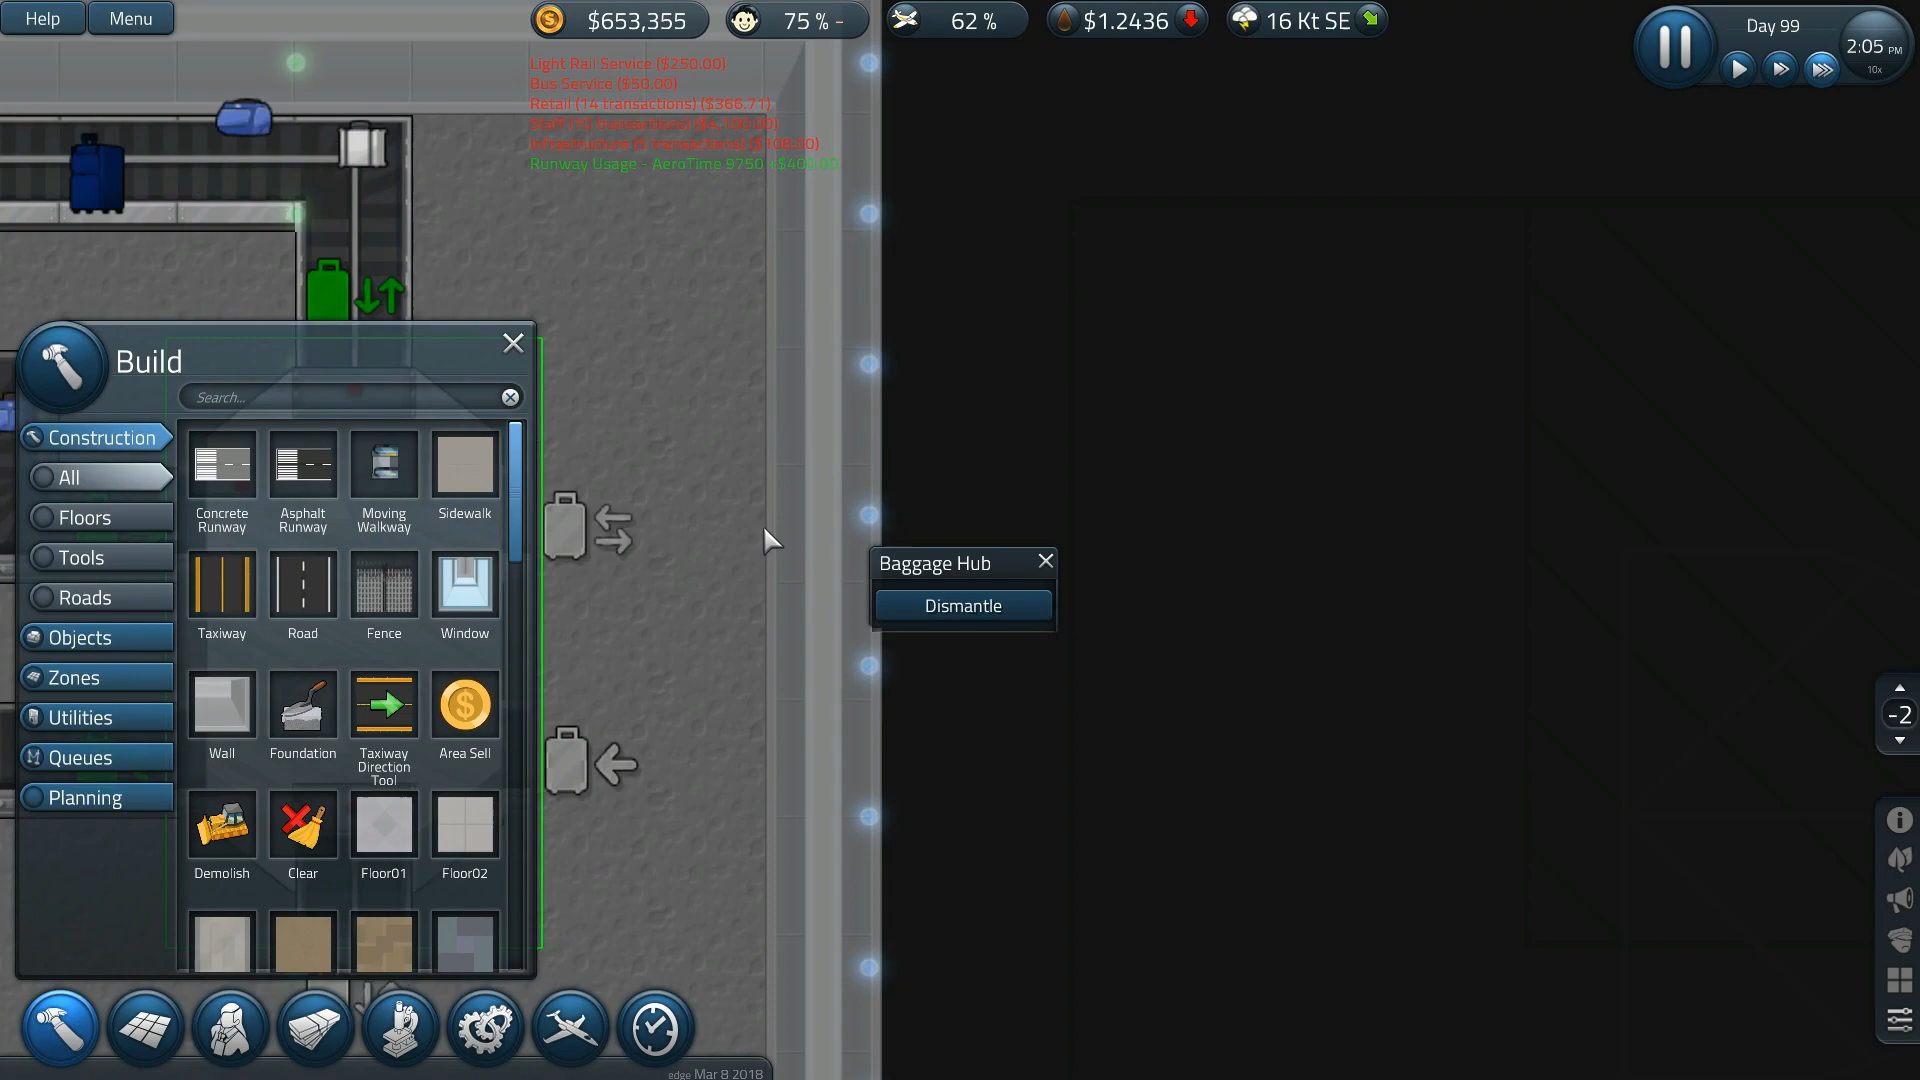 Help
Menu
$653,355
75 % -
62 %
$1.2436
16 Kt SE
Day 99
2:05 PM
10x
Light Rail Service ($250.00)
Bus Service ($50.00)
Retail (14 transactions) ($366.71)
Staff (10 transactions) ($4,100.00)
Infrastructure (5 transactions) ($108.00)
Runway Usage - AeroTime 9750 +$400.00
Build
Search...
Construction
All
Floors
Tools
Roads
Objects
Zones
Utilities
Queues
Planning
Concrete Runway
Asphalt Runway
Moving Walkway
Sidewalk
Taxiway
Road
Fence
Window
Wall
Foundation
Taxiway Direction Tool
Area Sell
Demolish
Clear
Floor01
Floor02
Baggage Hub
Dismantle
-2
edge Mar 8 2018